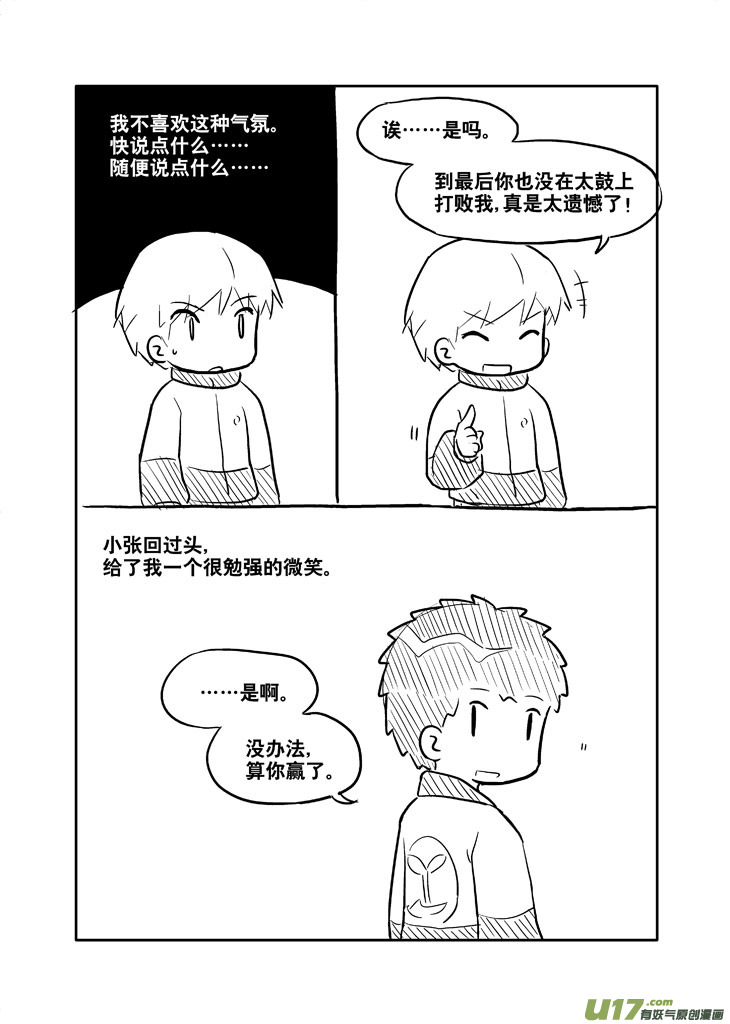 我不喜欢这种气氛。
快说点什么……
随便说点什么……
诶……是吗。
到最后你也没在太鼓上
打败我,真是太遗憾了!
小张回过头,
给了我一个很勉强的微笑。
……是啊。
没办法,
算你赢了。
U17.com
有妖气原创漫画